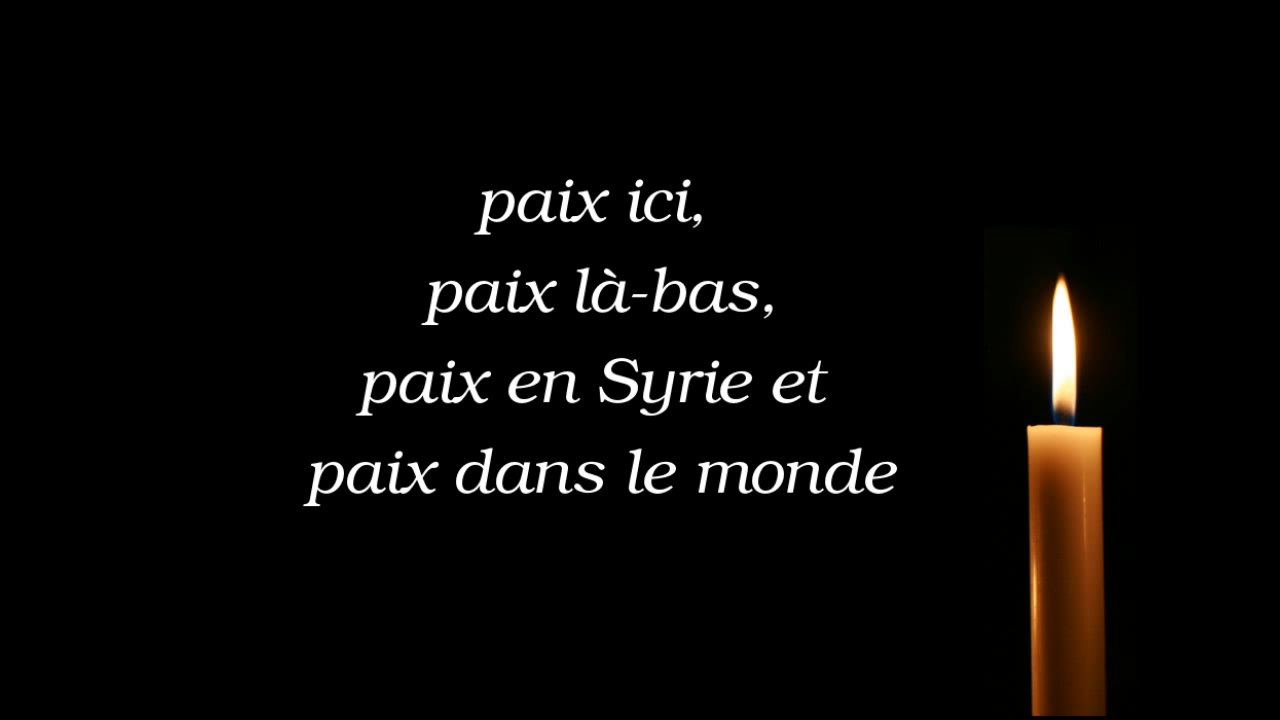 paix ici,
paix là-bas,
paix en Syrie et
paix dans le monde